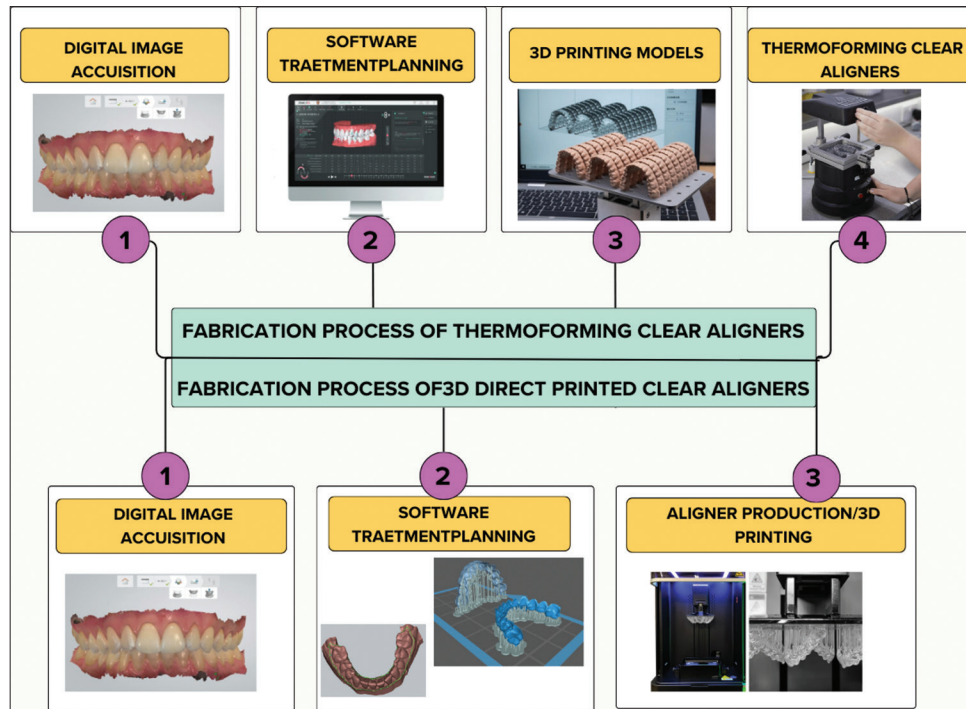 DIGITAL IMAGE
ACCUISITION
SOFTWARE
TRAETMENTPLANNING
3D PRINTING MODELS
THERMOFORMING CLEAR
ALIGNERS
1
2
3
4
FABRICATION PROCESS OF THERMOFORMING CLEAR ALIGNERS
FABRICATION PROCESS OF3D DIRECT PRINTED CLEAR ALIGNERS
1
2
3
DIGITAL IMAGE
ACCUISITION
SOFTWARE
TRAETMENTPLANNING
ALIGNER PRODUCTION/3D
PRINTING